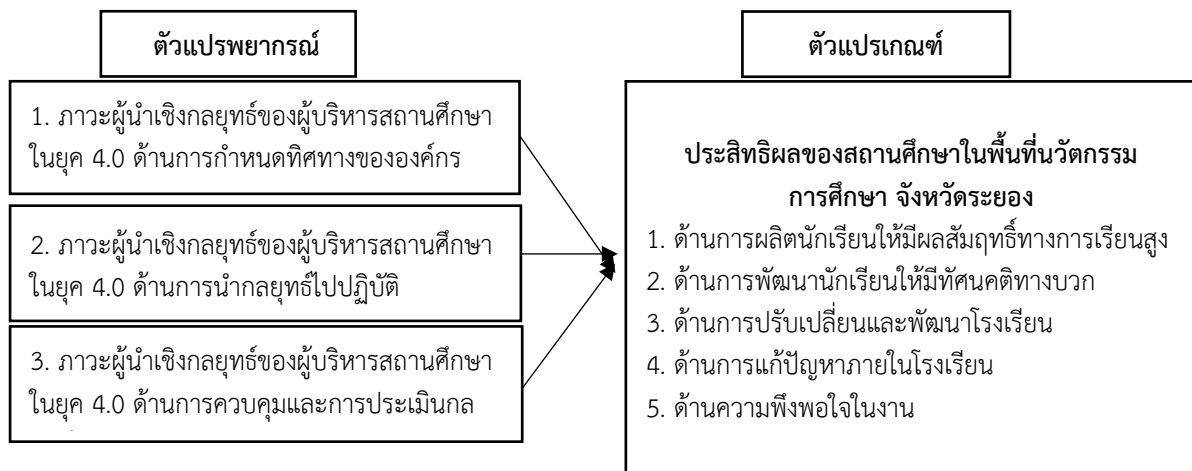 ตัวแปรพยากรณ์
1. ภาวะผู้นำเชิงกลยุทธ์ของผู้บริหารสถานศึกษา
ในยุค 4.0 ด้านการกำหนดทิศทางขององค์กร
2. ภาวะผู้นำเชิงกลยุทธ์ของผู้บริหารสถานศึกษา
ในยุค 4.0 ด้านการนำกลยุทธ์ไปปฏิบัติ
3. ภาวะผู้นำเชิงกลยุทธ์ของผู้บริหารสถานศึกษา
ในยุค 4.0 ด้านการควบคุมและการประเมินกล
ตัวแปรเกณฑ์
ประสิทธิผลของสถานศึกษาในพื้นที่นวัตกรรม
การศึกษา จังหวัดระยอง
1. ด้านการผลิตนักเรียนให้มีผลสัมฤทธิ์ทางการเรียนสูง
2. ด้านการพัฒนานักเรียนให้มีทัศนคติทางบวก
3. ด้านการปรับเปลี่ยนและพัฒนาโรงเรียน
4. ด้านการแก้ปัญหาภายในโรงเรียน
5. ด้านความพึงพอใจในงาน